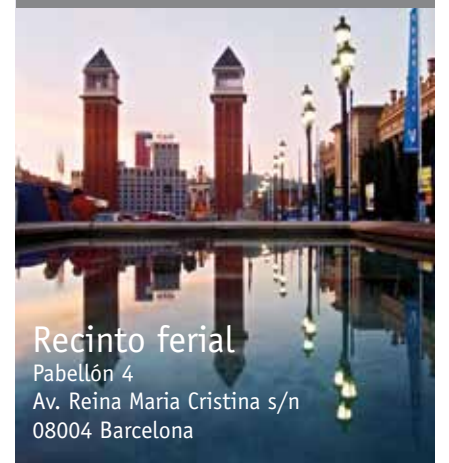 Recinto ferial
Pabellón 4
Av. Reina Maria Cristina s/n
08004 Barcelona